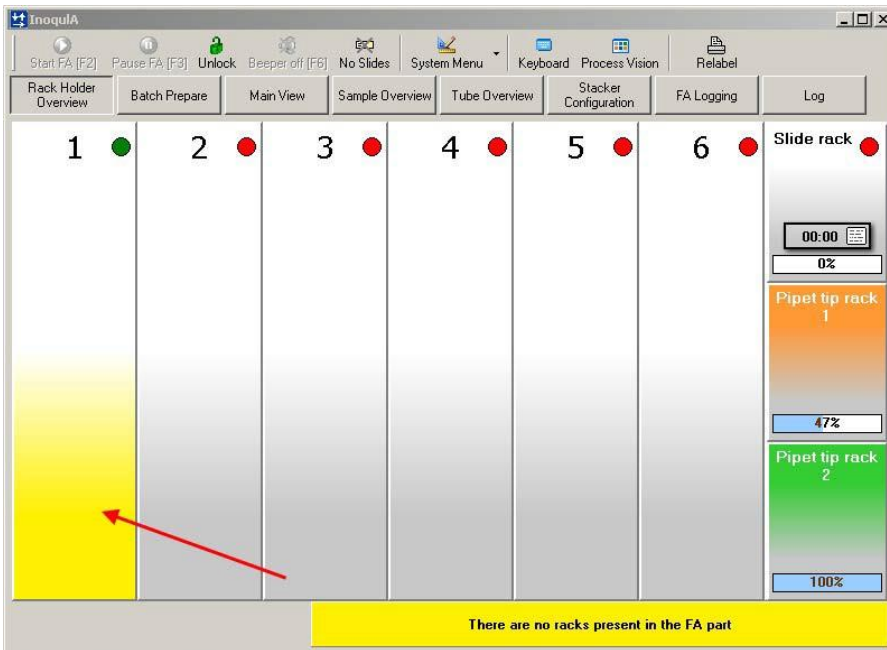 InoqulA
Start FA [F2] Pause FA [F3] Unlock Beeper off [F6] No Slides System Menu Keyboard Process Vision Relabel
Rack Holder
Overview
Batch Prepare
Main View
Sample Overview
Tube Overview
Stacker
Configuration
FA Logging
Log
1 2 3 4 5 6
Slide rack
00:00
0%
Pipet tip rack
1
47%
Pipet tip rack
2
100%
There are no racks present in the FA part